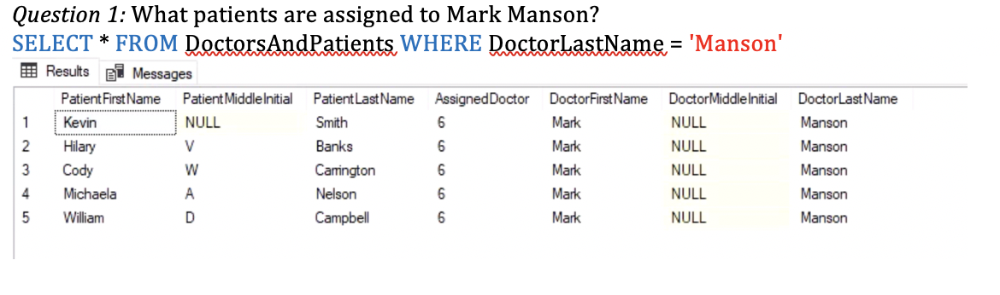 Question 1: What patients are assigned to Mark Manson?
SELECT * FROM DoctorsAndPatients WHERE DoctorLastName = 'Manson'
Results Messages
PatientFirstName PatientMiddleInitial PatientLastName AssignedDoctor DoctorFirstName DoctorMiddleInitial DoctorLastName
1 Kevin NULL Smith 6 Mark NULL Manson
2 Hilary V Banks 6 Mark NULL Manson
3 Cody W Carrington 6 Mark NULL Manson
4 Michaela A Nelson 6 Mark NULL Manson
5 William D Campbell 6 Mark NULL Manson